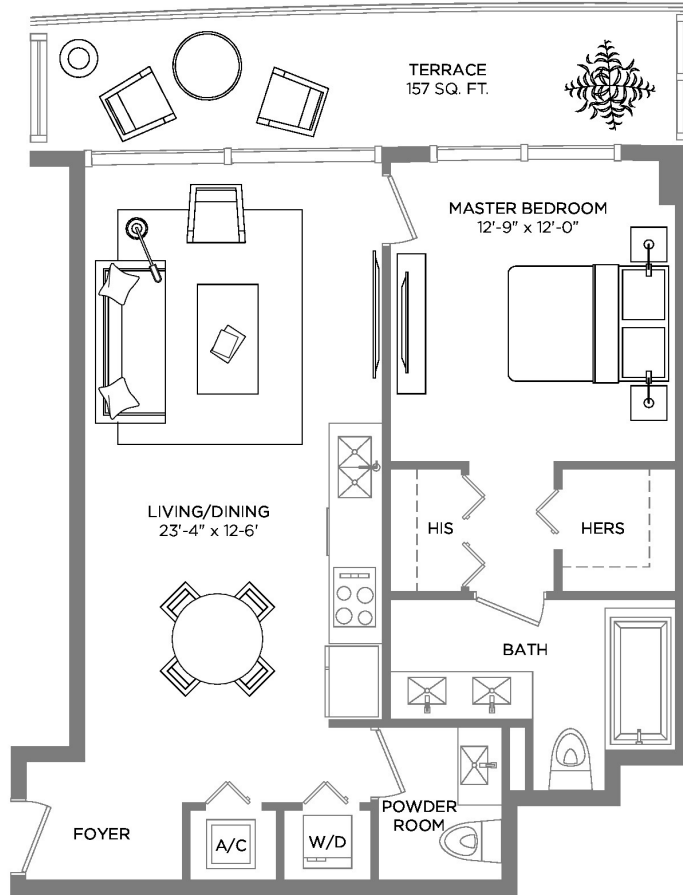 TERRACE
157 SQ. FT.
MASTER BEDROOM
12'-9" x 12'-0"
LIVING/DINING
23'-4" x 12-6'
HIS
HERS
BATH
POWDER
ROOM
FOYER
A/C
W/D